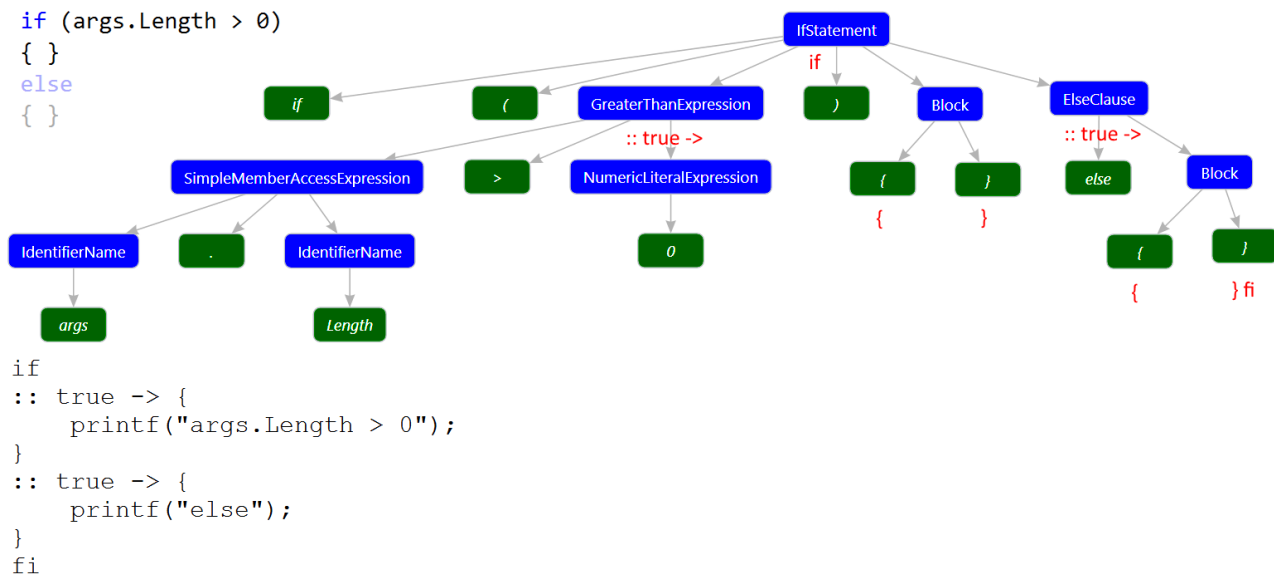 if (args.Length > 0)
{ }
else
{ }
IfStatement
if
if
(
GreaterThanExpression
)
Block
ElseClause
:: true ->
:: true ->
SimpleMemberAccessExpression
>
NumericLiteralExpression
{
}
else
Block
{
}
IdentifierName
.
IdentifierName
0
{
}
{
} fi
args
Length
if
:: true -> {
    printf("args.Length > 0");
}
:: true -> {
    printf("else");
}
fi